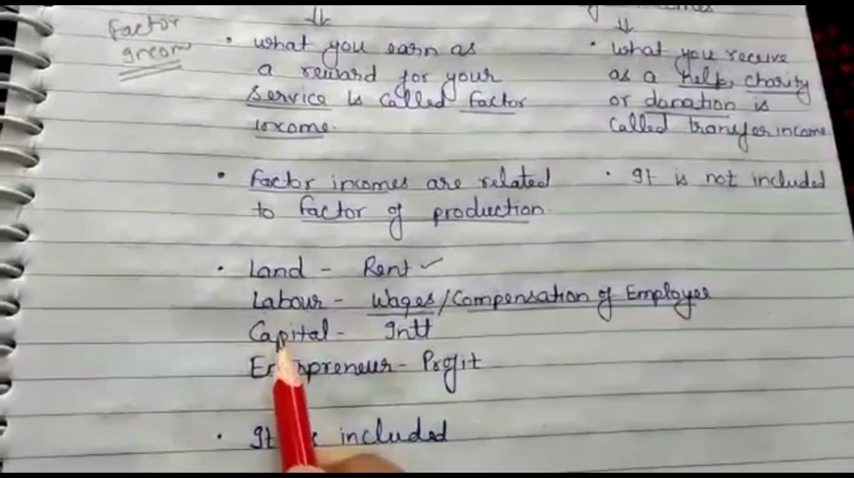 Factor
what you earn as
a reward for your
service is called factor
income.
Factor incomes are related
to factor of production.
Land - Rent ✓
Labour - Wages/Compensation of Employee
Capital - Intt
Entrepreneur - Profit
It is included
what you receive
as a help, charity
or donation is
called transfer income
It is not included